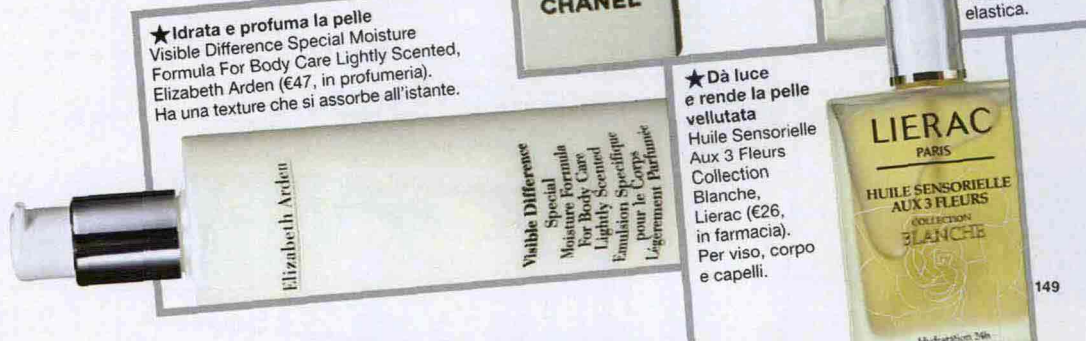 ★Idrata e profuma la pelle
Visible Difference Special Moisture
Formula For Body Care Lightly Scented,
Elizabeth Arden (€47, in profumeria).
Ha una texture che si assorbe all'istante.
CHANEL
elastica.
Elizabeth Arden
Visible Difference
Special
Moisture Formula
For Body Care
Lightly Scented
Emulsion Specifique
pour le Corps
Légèrement Parfumée
★Dà luce
e rende la pelle
vellutata
Huile Sensorielle
Aux 3 Fleurs
Collection
Blanche,
Lierac (€26,
in farmacia).
Per viso, corpo
e capelli.
LIERAC
PARIS
HUILE SENSORIELLE
AUX 3 FLEURS
COLLECTION
BLANCHE
Hydratation 24h
149